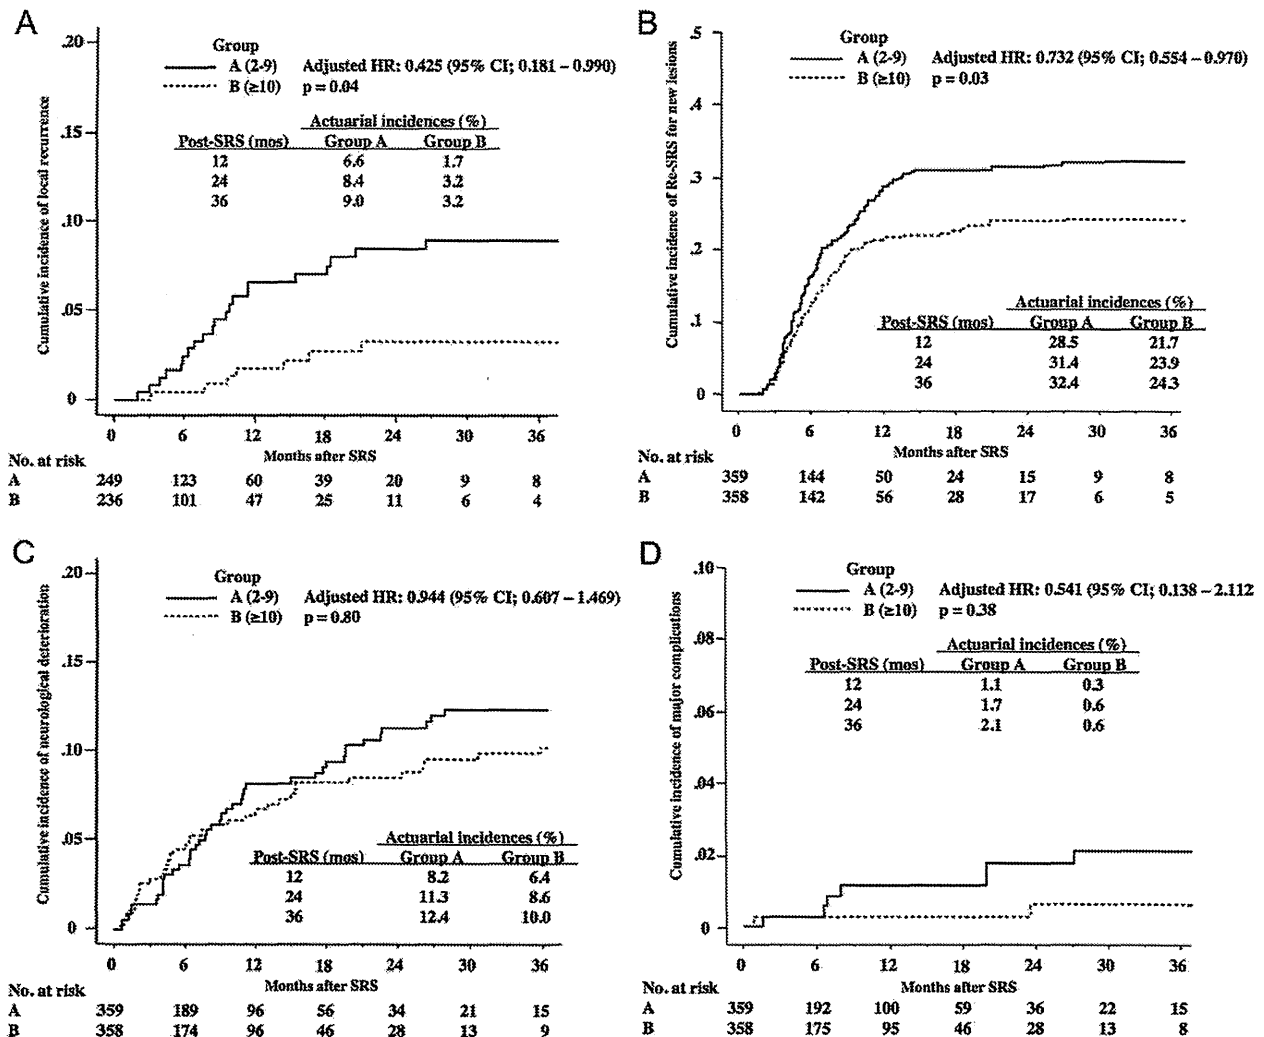 A
.20
Group
A (2-9) Adjusted HR: 0.425 (95% CI; 0.181 – 0.990)
B (≥10) p = 0.04
.15
Actuarial incidences (%)
Post-SRS (mos) Group A Group B
12 6.6 1.7
24 8.4 3.2
36 9.0 3.2
.10
.05
0
Cumulative incidence of local recurrence
0 6 12 18 24 30 36
Months after SRS
No. at risk
A 249 123 60 39 20 9 8
B 236 101 47 25 11 6 4
B
.5
Group
A (2-9) Adjusted HR: 0.732 (95% CI; 0.554 – 0.970)
B (≥10) p = 0.03
.4
.3
.2
.1
0
Cumulative incidence of Re-SRS for new lesions
Actuarial incidences (%)
Post-SRS (mos) Group A Group B
12 28.5 21.7
24 31.4 23.9
36 32.4 24.3
0 6 12 18 24 30 36
Months after SRS
No. at risk
A 359 144 50 24 15 9 8
B 358 142 56 28 17 6 5
C
.20
Group
A (2-9) Adjusted HR: 0.944 (95% CI; 0.607 – 1.469)
B (≥10) p = 0.80
.15
.10
.05
0
Cumulative incidence of neurological deterioration
Actuarial incidences (%)
Post-SRS (mos) Group A Group B
12 8.2 6.4
24 11.3 8.6
36 12.4 10.0
0 6 12 18 24 30 36
Months after SRS
No. at risk
A 359 189 96 56 34 21 15
B 358 174 96 46 28 13 9
D
.10
Group
A (2-9) Adjusted HR: 0.541 (95% CI; 0.138 – 2.112
B (≥10) p = 0.38
.08
Actuarial incidences (%)
Post-SRS (mos) Group A Group B
12 1.1 0.3
24 1.7 0.6
36 2.1 0.6
.06
.04
.02
0
Cumulative incidence of major complications
0 6 12 18 24 30 36
Months after SRS
No. at risk
A 359 192 100 59 36 22 15
B 358 175 95 46 28 13 8